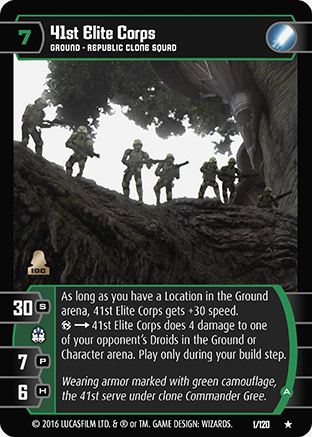 7
41st Elite Corps
GROUND - REPUBLIC CLONE SQUAD
IDC
30 S
7 P
6 H
As long as you have a Location in the Ground
arena, 41st Elite Corps gets +30 speed.
41st Elite Corps does 4 damage to one
of your opponent's Droids in the Ground or
Character arena. Play only during your build step.
Wearing armor marked with green camouflage,
the 41st serve under clone Commander Gree.
A
© 2016 LUCASFILM LTD. & ® or TM. GAME DESIGN: WIZARDS.
1/120